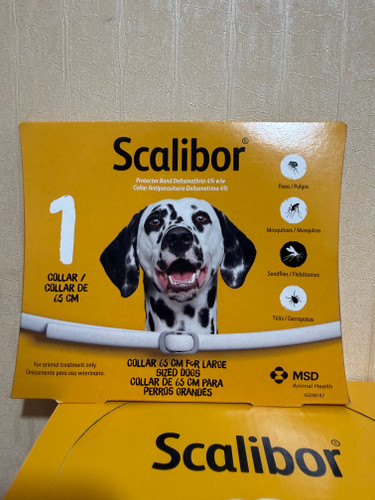 Scalibor®
Protector Band Deltamethrin 4% w/w
Collar Antiparasitario Deltametrina 4%
1
COLLAR /
COLLAR DE
65 CM
Fleas / Pulgas
Mosquitoes / Mosquitos
Sandflies / Flebótomos
Ticks / Garrapatas
For animal treatment only.
Únicamente para uso veterinario.
COLLAR 65 CM FOR LARGE
SIZED DOGS
COLLAR DE 65 CM PARA
PERROS GRANDES
MSD
Animal Health
Scalibor®